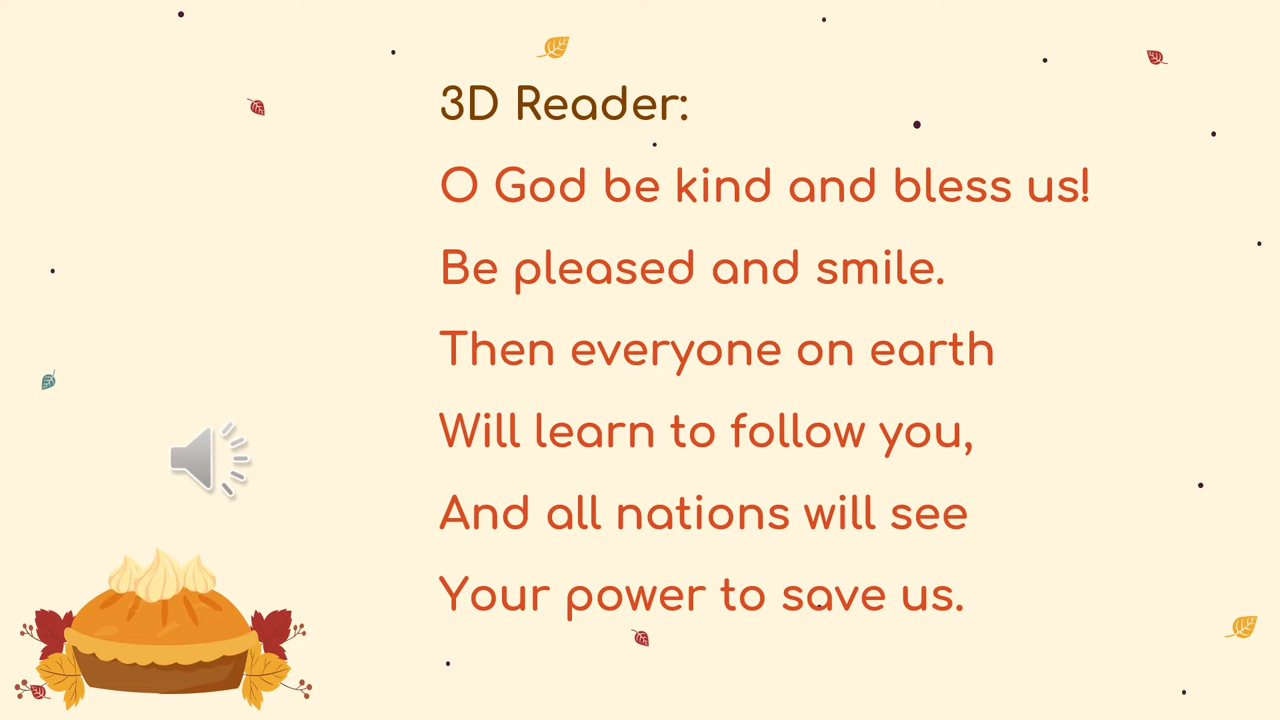 3D Reader:
O God be kind and bless us!
Be pleased and smile.
Then everyone on earth
Will learn to follow you,
And all nations will see
Your power to save us.